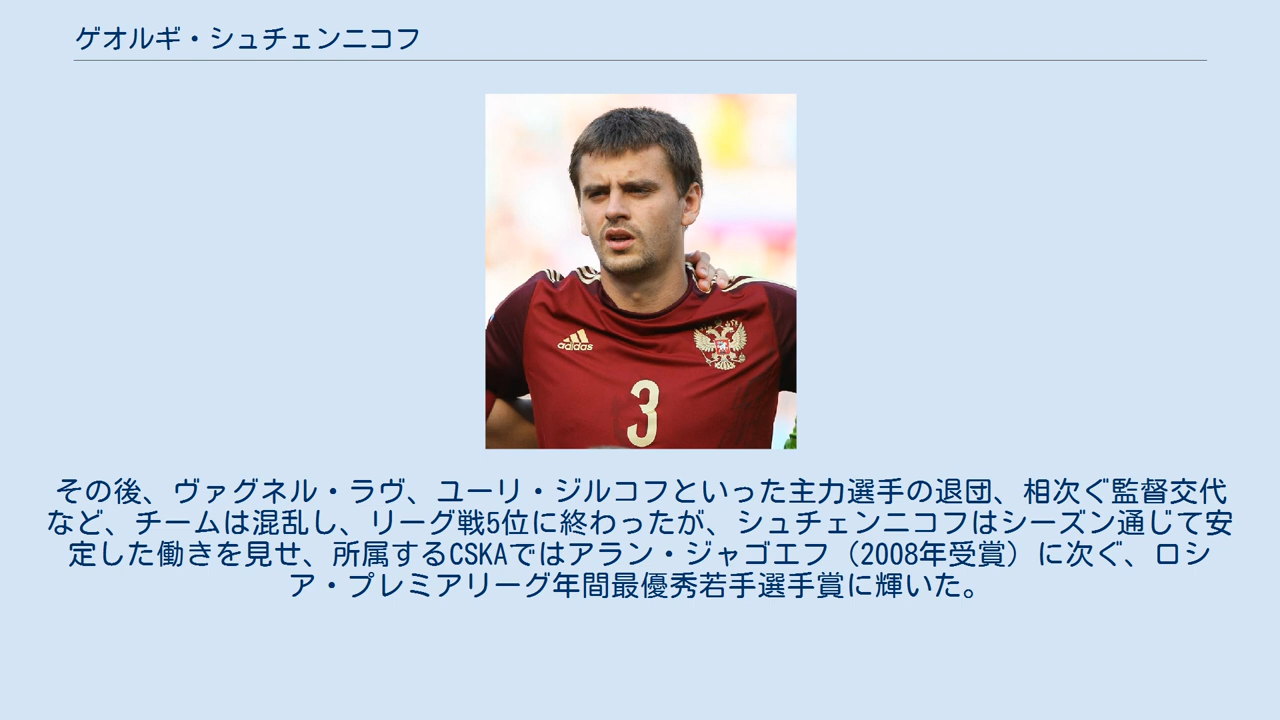 ゲオルギ・シュチェンニコフ
adidas
3
その後、ヴァグネル・ラヴ、ユーリ・ジルコフといった主力選手の退団、相次ぐ監督交代
など、チームは混乱し、リーグ戦5位に終わったが、シュチェンニコフはシーズン通じて安
定した働きを見せ、所属するCSKAではアラン・ジャゴエフ（2008年受賞）に次ぐ、ロシ
ア・プレミアリーグ年間最優秀若手選手賞に輝いた。